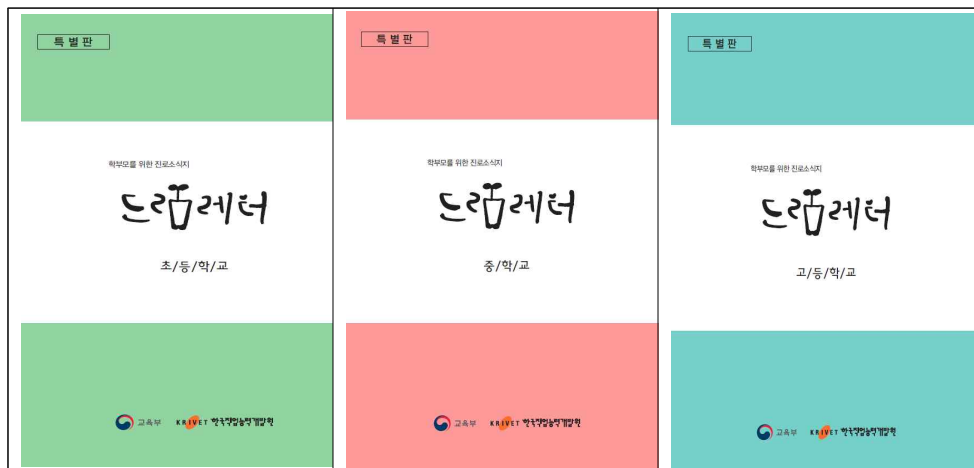 특별판
학부모를 위한 진로소식지
드림레터
초/등/학/교
교육부 KRIVET 한국직업능력개발원
특별판
학부모를 위한 진로소식지
드림레터
중/학/교
교육부 KRIVET 한국직업능력개발원
특별판
학부모를 위한 진로소식지
드림레터
고/등/학/교
교육부 KRIVET 한국직업능력개발원